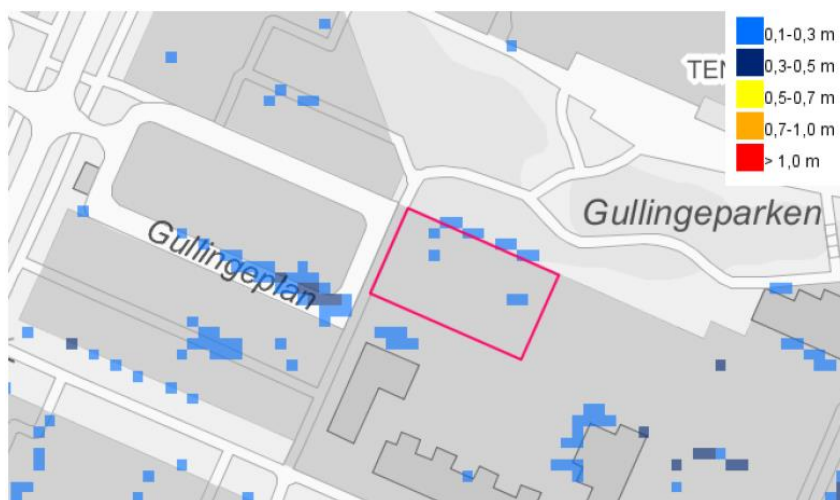 0,1-0,3 m
0,3-0,5 m
0,5-0,7 m
0,7-1,0 m
> 1,0 m
TEN
Gullingeparken
Gullingeplan